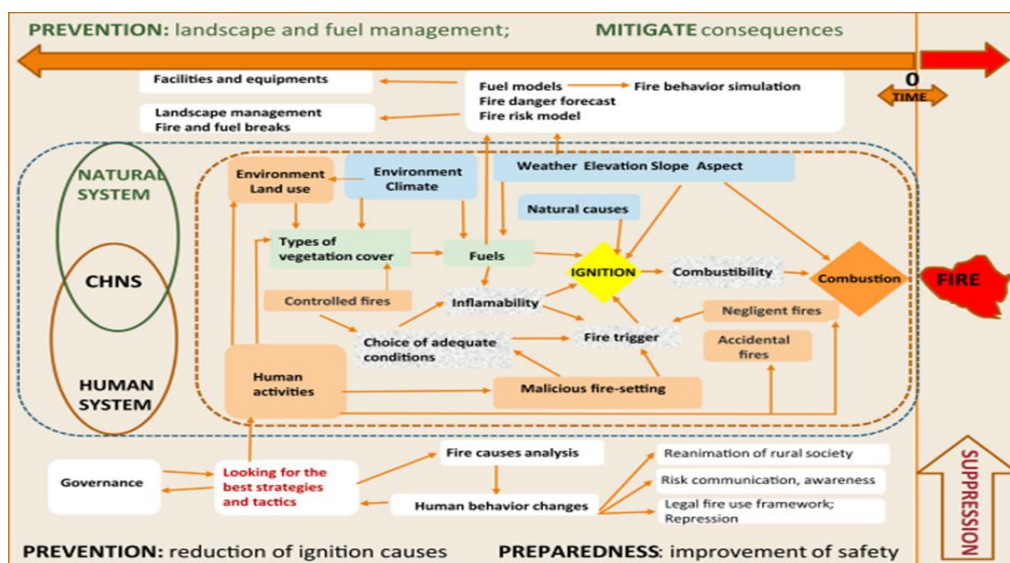 PREVENTION: landscape and fuel management; MITIGATE consequences
0
TIME
Facilities and equipments
Landscape management
Fire and fuel breaks
Fuel models
Fire behavior simulation
Fire danger forecast
Fire risk model
NATURAL
SYSTEM
CHNS
HUMAN
SYSTEM
Environment
Land use
Environment
Climate
Weather Elevation Slope Aspect
Natural causes
Types of
vegetation cover
Fuels
IGNITION
Combustibility
Combustion
FIRE
Controlled fires
Inflamability
Negligent fires
Choice of adequate
conditions
Fire trigger
Accidental
fires
Human
activities
Malicious fire-setting
Governance
Looking for the
best strategies
and tactics
Fire causes analysis
Human behavior changes
Reanimation of rural society
Risk communication, awareness
Legal fire use framework;
Repression
SUPPRESSION
PREVENTION: reduction of ignition causes PREPAREDNESS: improvement of safety